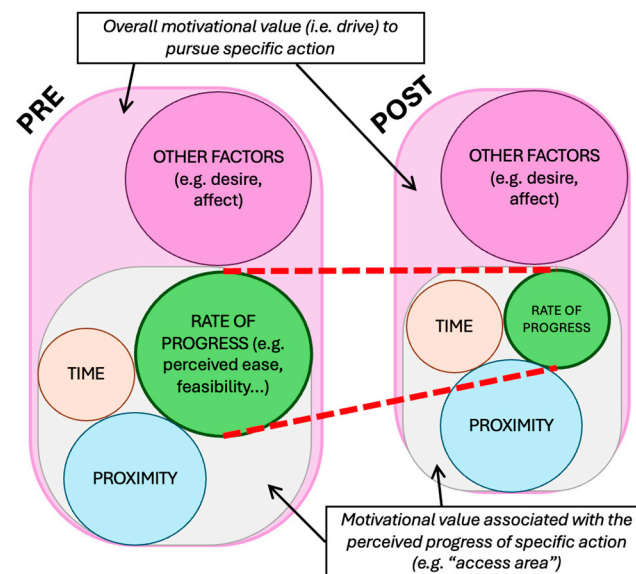 Overall motivational value (i.e. drive) to
pursue specific action
PRE
OTHER FACTORS
(e.g. desire,
affect)
RATE OF
PROGRESS (e.g.
perceived ease,
feasibility...)
TIME
PROXIMITY
POST
OTHER FACTORS
(e.g. desire,
affect)
TIME
RATE OF
PROGRESS
PROXIMITY
Motivational value associated with the
perceived progress of specific action
(e.g. “access area”)